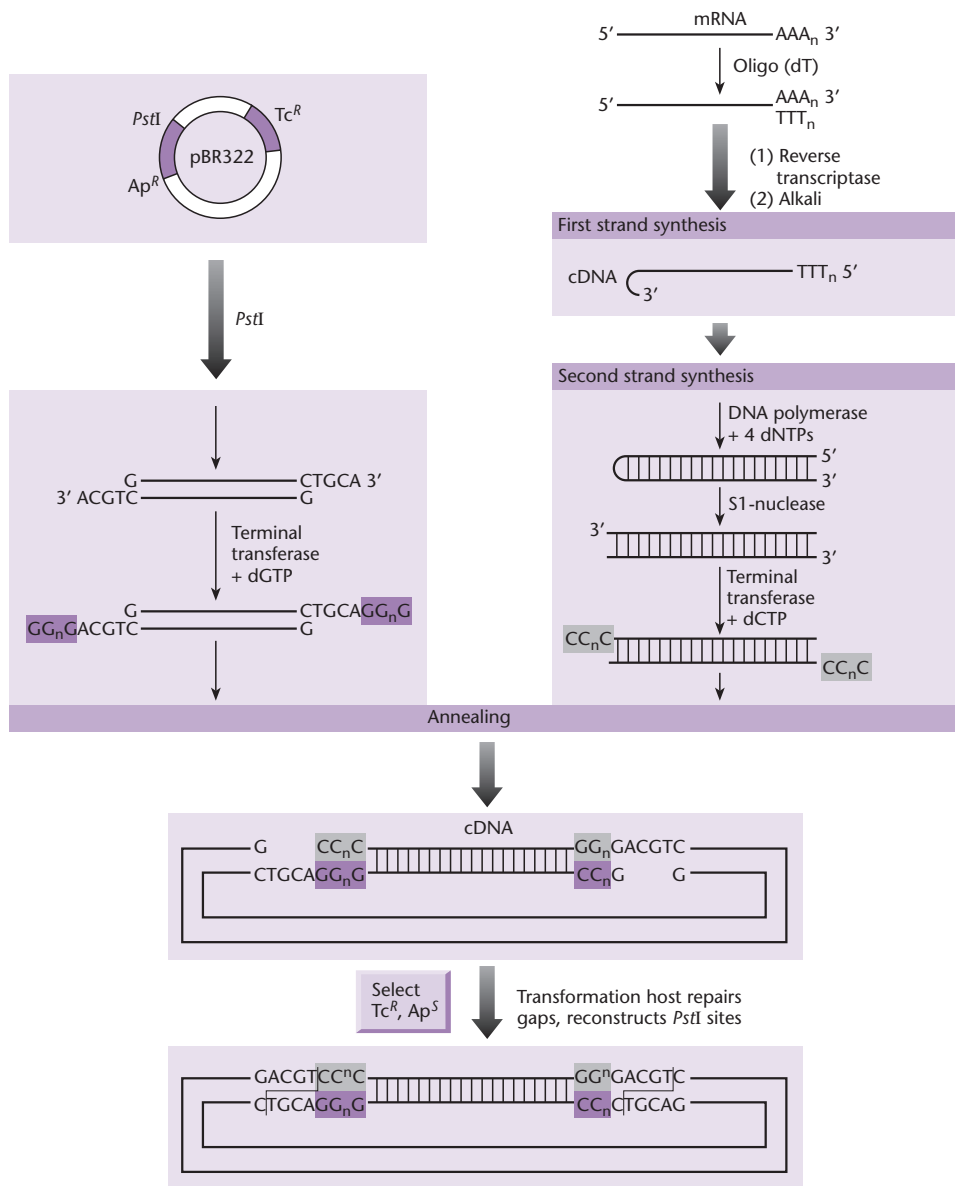 mRNA
5′ AAAn 3′
Oligo (dT)
5′ AAAn 3′
TTTn
(1) Reverse
transcriptase
(2) Alkali
First strand synthesis
cDNA TTTn 5′
3′
Second strand synthesis
DNA polymerase
+ 4 dNTPs
5′
3′
S1-nuclease
3′
3′
Terminal
transferase
+ dCTP
CCnC
CCnC
PstI TcR
pBR322
ApR
PstI
G CTGCA 3′
3′ ACGTC G
Terminal
transferase
+ dGTP
G CTGCAGGnG
GGnGACGTC G
Annealing
cDNA
G CCnC GGnGACGTC
CTGCAGGnG CCnG G
Select
TcR, ApS
Transformation host repairs
gaps, reconstructs PstI sites
GACGTCCnC GGnGACGTC
CTGCAGGnG CCnCTGCAG